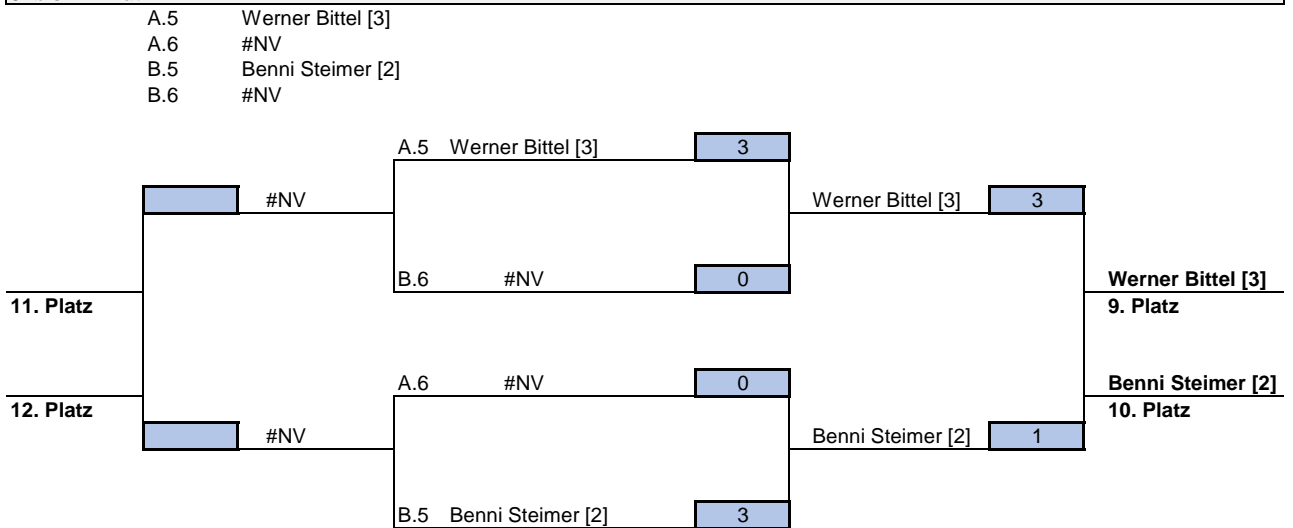 A.5 Werner Bittel [3]
A.6 #NV
B.5 Benni Steimer [2]
B.6 #NV
A.5 Werner Bittel [3] 3
#NV Werner Bittel [3] 3
B.6 #NV 0 Werner Bittel [3]
11. Platz 9. Platz
A.6 #NV 0 Benni Steimer [2]
12. Platz 10. Platz
#NV Benni Steimer [2] 1
B.5 Benni Steimer [2] 3